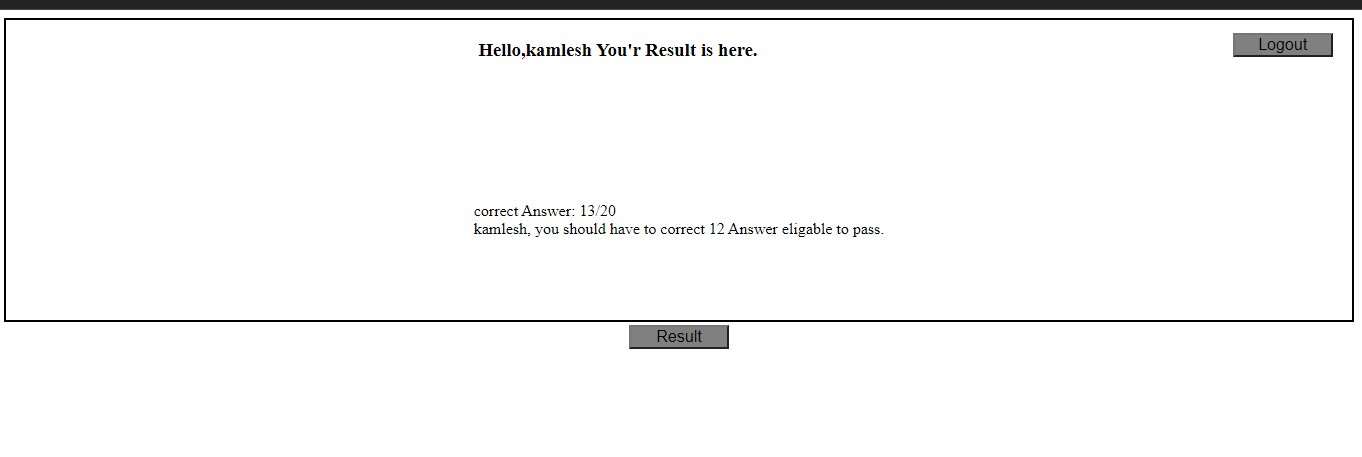 Hello,kamlesh You'r Result is here.
Logout
correct Answer: 13/20
kamlesh, you should have to correct 12 Answer eligable to pass.
Result